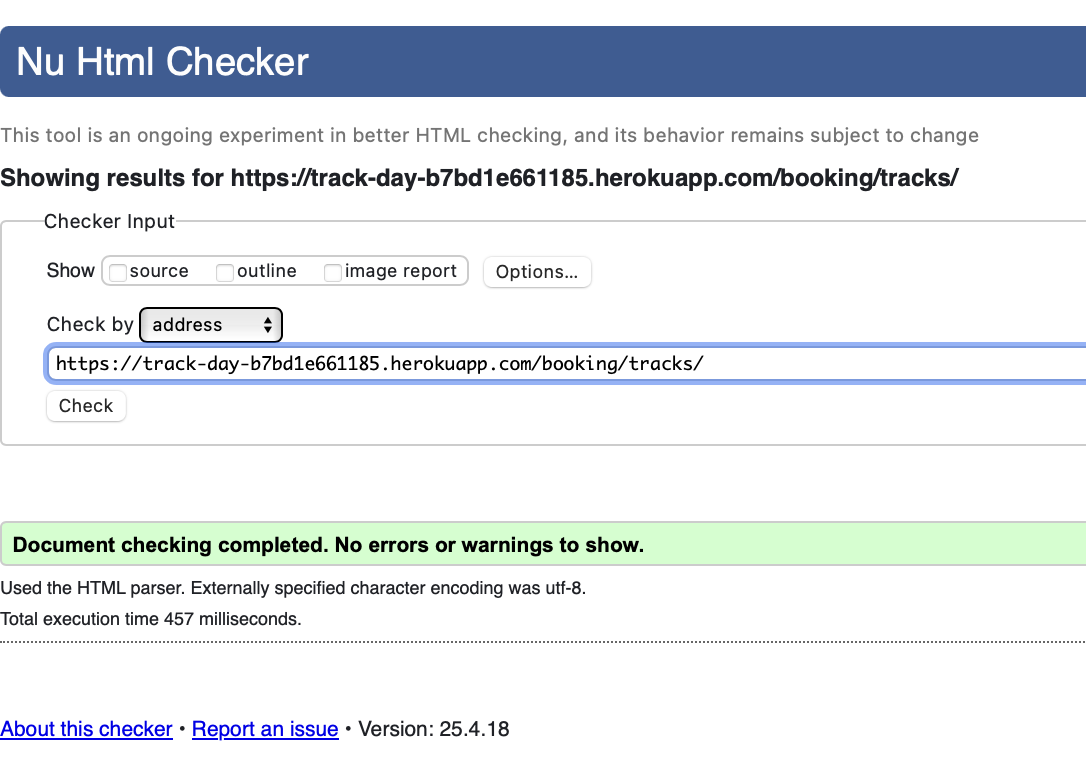 Nu Html Checker
This tool is an ongoing experiment in better HTML checking, and its behavior remains subject to change
Showing results for https://track-day-b7bd1e661185.herokuapp.com/booking/tracks/
Checker Input
Show source outline image report Options...
Check by address
https://track-day-b7bd1e661185.herokuapp.com/booking/tracks/
Check
Document checking completed. No errors or warnings to show.
Used the HTML parser. Externally specified character encoding was utf-8.
Total execution time 457 milliseconds.
About this checker • Report an issue • Version: 25.4.18